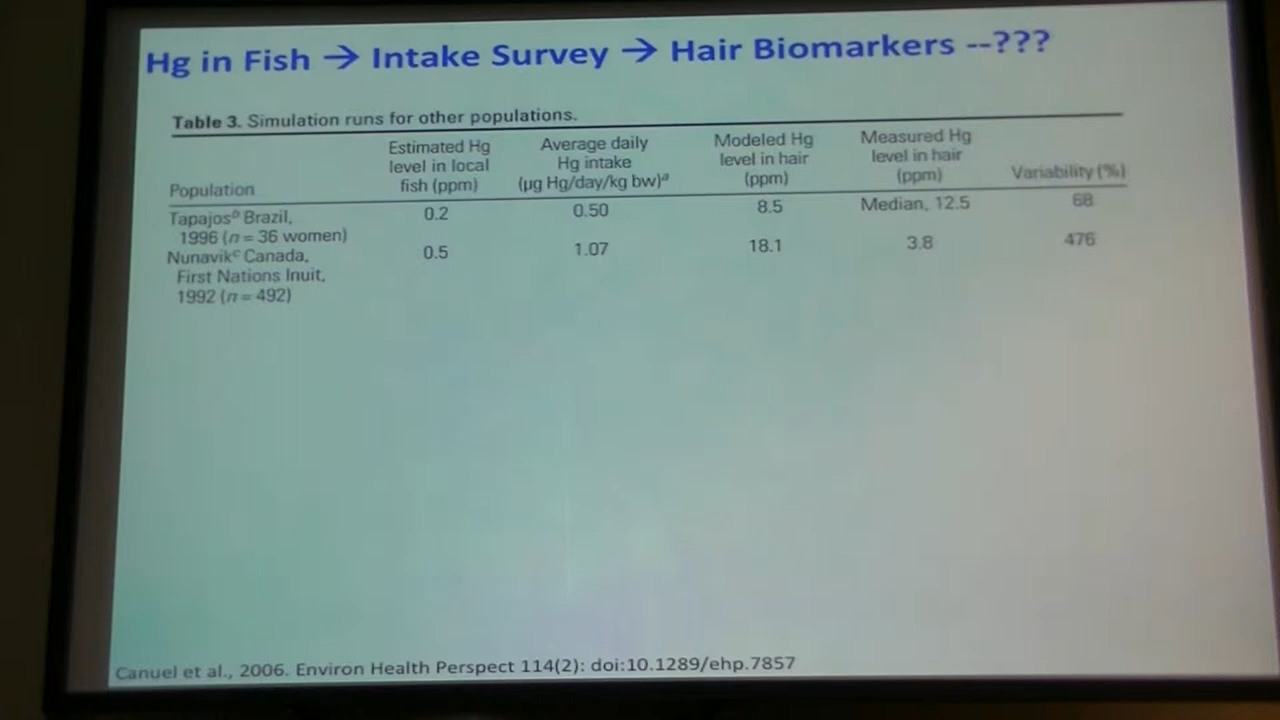 Hg in Fish → Intake Survey → Hair Biomarkers --???
Table 3. Simulation runs for other populations.
Population
Estimated Hg
level in local
fish (ppm)
Average daily
Hg intake
(µg Hg/day/kg bw)ᵃ
Modeled Hg
level in hair
(ppm)
Measured Hg
level in hair
(ppm)
Variability (%)
Tapajosᵇ Brazil, 0.2 0.50 8.5 Median, 12.5 68
1996 (n = 36 women)
Nunavikᶜ Canada, 0.5 1.07 18.1 3.8 476
First Nations Inuit,
1992 (n = 492)
Canuel et al., 2006. Environ Health Perspect 114(2): doi:10.1289/ehp.7857